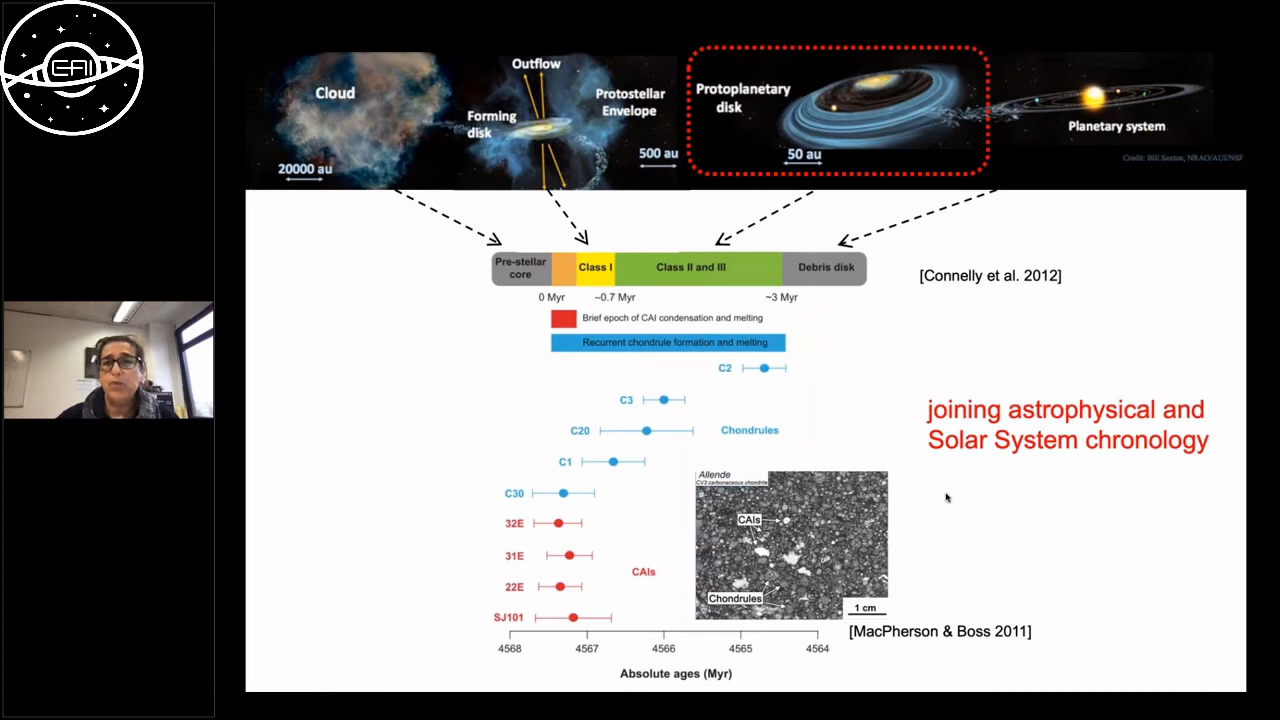 EAI
Cloud
20000 au
Outflow
Forming
disk
Protostellar
Envelope
500 au
Protoplanetary
disk
50 au
Planetary system
Credit: Bill Saxton, NRAO/AUI/NSF
Pre-stellar
core
Class I
Class II and III
Debris disk
[Connelly et al. 2012]
0 Myr
~0.7 Myr
~3 Myr
Brief epoch of CAI condensation and melting
Recurrent chondrule formation and melting
C2
C3
C20
Chondrules
C1
C30
32E
31E
22E
SJ101
CAIs
joining astrophysical and
Solar System chronology
Allende
CV3 carbonaceous chondrite
CAIs
Chondrules
1 cm
[MacPherson & Boss 2011]
4568
4567
4566
4565
4564
Absolute ages (Myr)